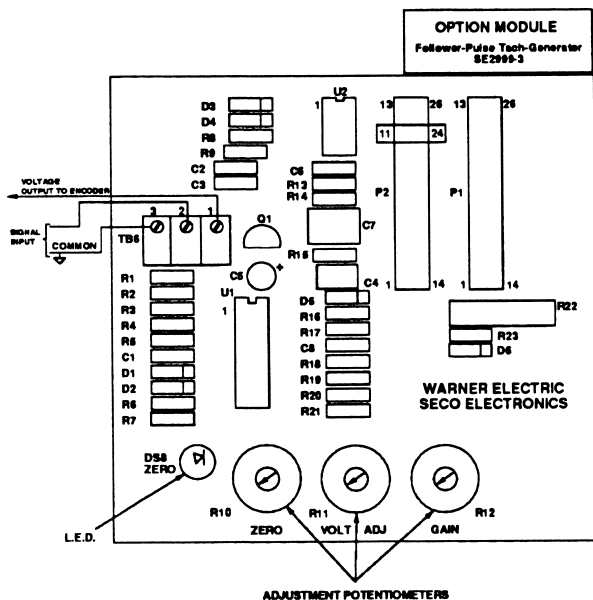 OPTION MODULE
Follower-Pulse Tach-Generator
SE2999-3
U2
1
13
26
13
26
D3
D4
R8
R9
C2
C3
11
24
C6
R13
R14
P2
P1
VOLTAGE
OUTPUT TO ENCODER
3
2
1
SIGNAL
INPUT
COMMON
TB6
Q1
C7
R15
C5
+
C4
R1
R2
R3
R4
R5
C1
D1
D2
R6
R7
U1
1
D5
R16
R17
C8
R18
R19
R20
R21
1
14
1
14
R22
R23
D6
WARNER ELECTRIC
SECO ELECTRONICS
DS8
ZERO
R10
R11
R12
ZERO
VOLT ADJ
GAIN
L.E.D.
ADJUSTMENT POTENTIOMETERS